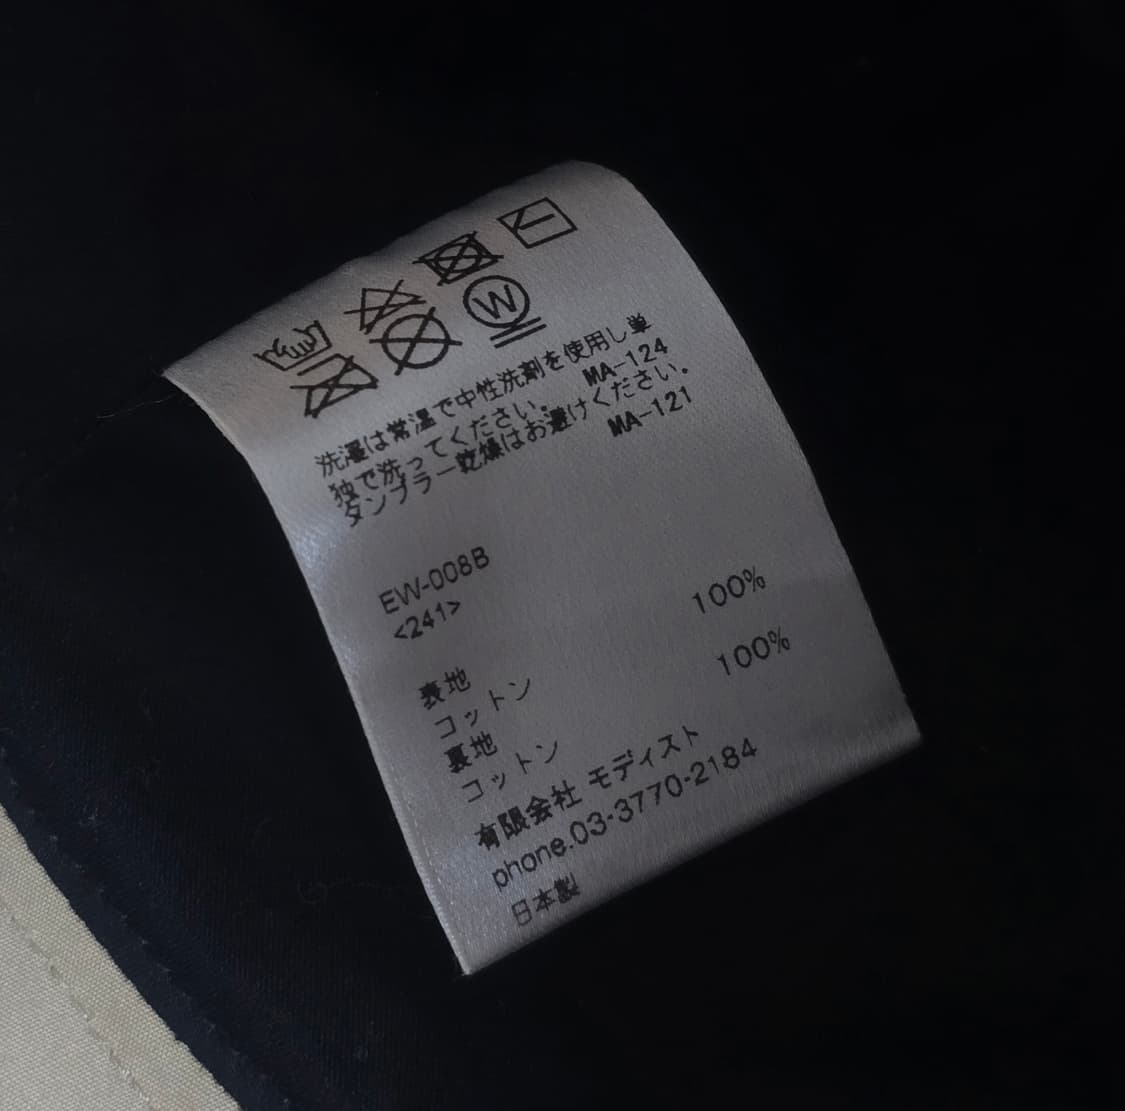 W
洗濯は常温で中性洗剤を使用し単
独で洗ってください。 MA-124
タンブラー乾燥はお避けください。
MA-121
EW-008B
<241>
表地
コットン 100%
裏地
コットン 100%
有限会社 モディスト
phone.03-3770-2184
日本製